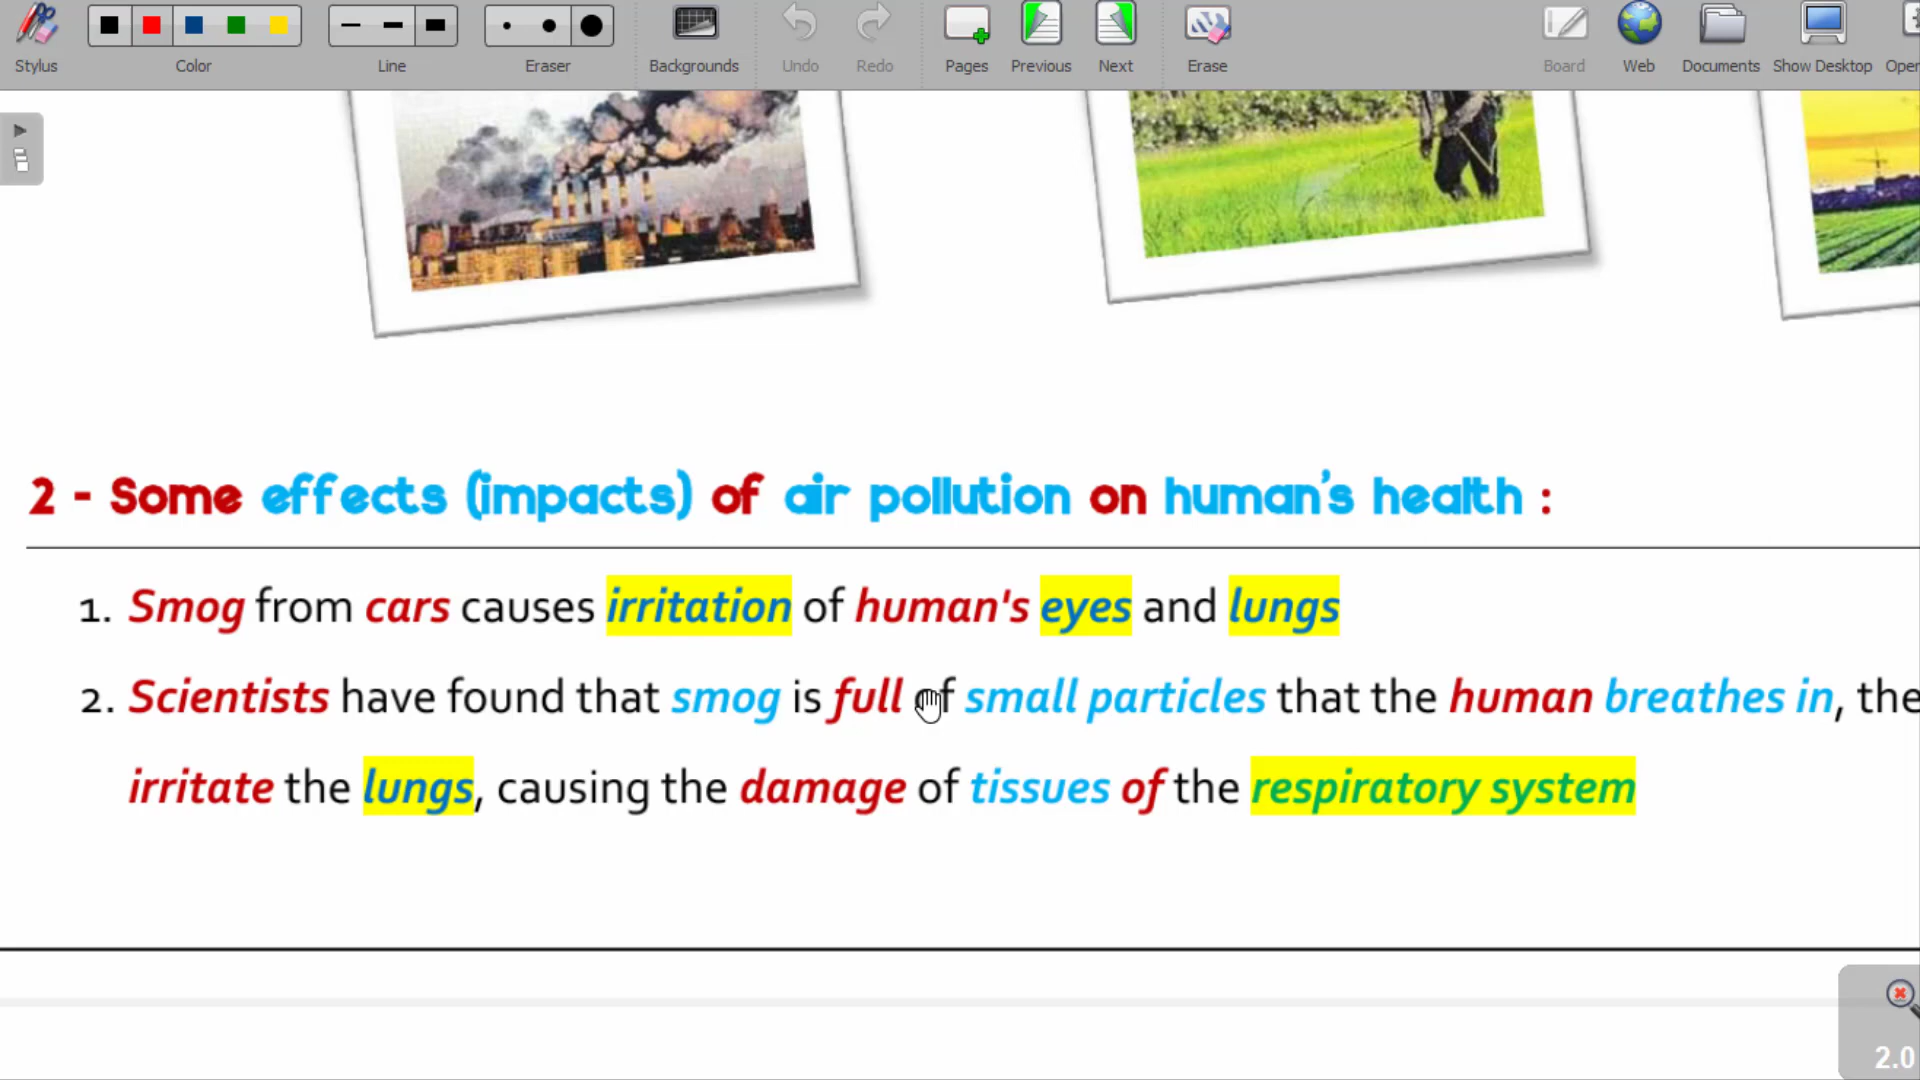 Stylus Color Line Eraser Backgrounds Undo Redo Pages Previous Next Erase Board Web Documents Show Desktop Open
2 - Some effects (impacts) of air pollution on human's health :
1. Smog from cars causes irritation of human's eyes and lungs
2. Scientists have found that smog is full of small particles that the human breathes in, the
irritate the lungs, causing the damage of tissues of the respiratory system
2.0